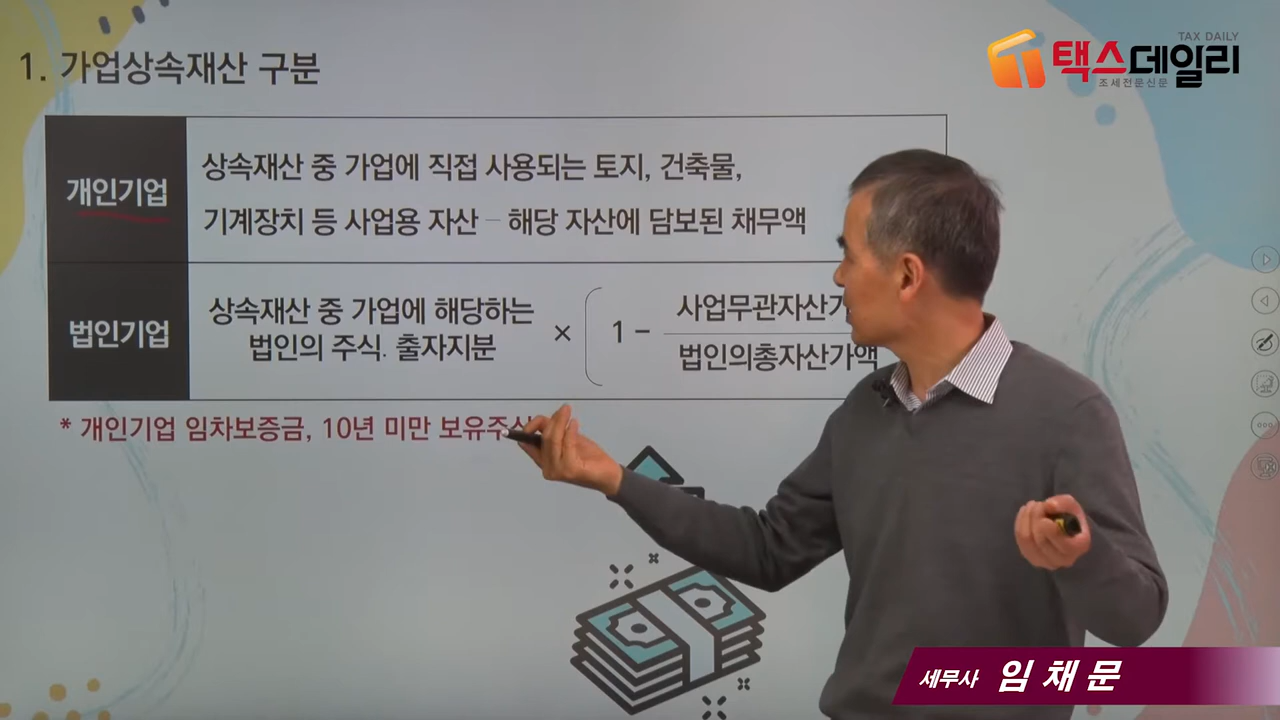 1. 가업상속재산 구분
TAX DAILY
택스데일리
조세전문신문
개인기업
상속재산 중 가업에 직접 사용되는 토지, 건축물,
기계장치 등 사업용 자산 – 해당 자산에 담보된 채무액
법인기업
상속재산 중 가업에 해당하는
법인의 주식. 출자지분
× ( 1 –
사업무관자산가
법인의총자산가액
* 개인기업 임차보증금, 10년 미만 보유주식
세무사 임채문